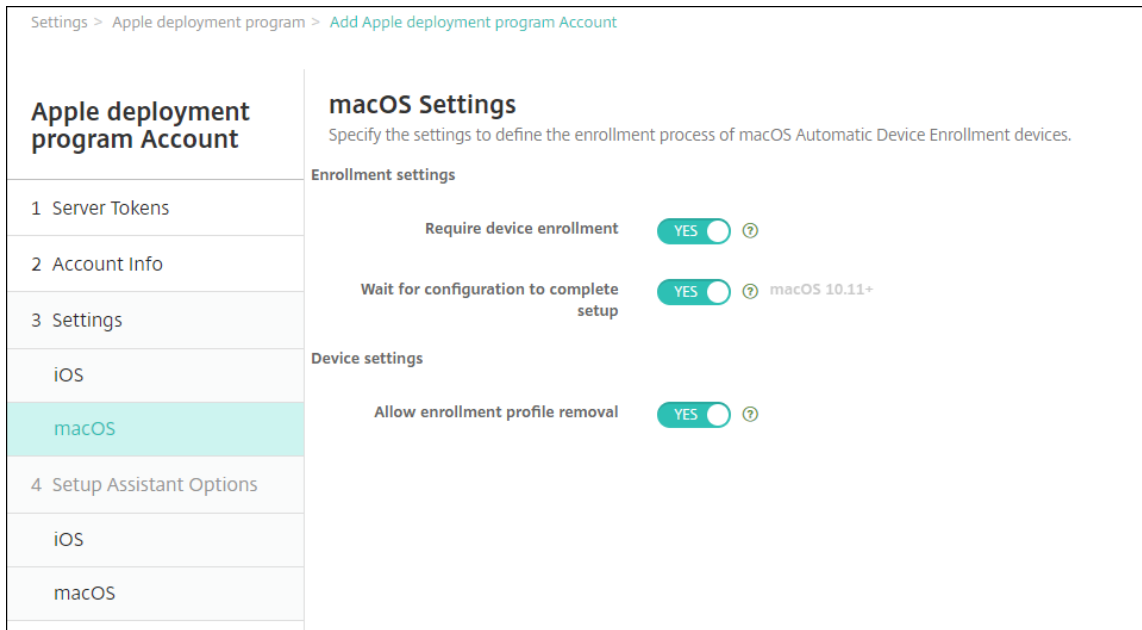 Settings > Apple deployment program > Add Apple deployment program Account
Apple deployment
program Account
1 Server Tokens
2 Account Info
3 Settings
iOS
macOS
4 Setup Assistant Options
iOS
macOS
macOS Settings
Specify the settings to define the enrollment process of macOS Automatic Device Enrollment devices.
Enrollment settings
Require device enrollment YES ?
Wait for configuration to complete
setup YES ? macOS 10.11+
Device settings
Allow enrollment profile removal YES ?